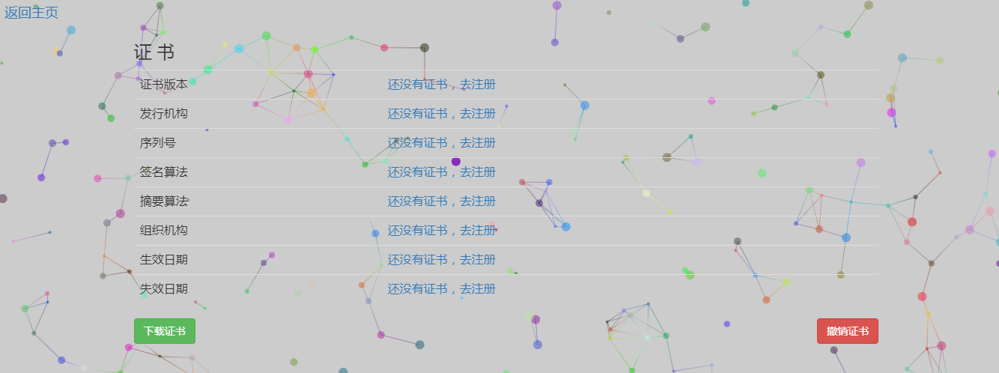 返回主页
证 书
证书版本 还没有证书，去注册
发行机构 还没有证书，去注册
序列号 还没有证书，去注册
签名算法 还没有证书，去注册
摘要算法 还没有证书，去注册
组织机构 还没有证书，去注册
生效日期 还没有证书，去注册
失效日期 还没有证书，去注册
下载证书 撤销证书